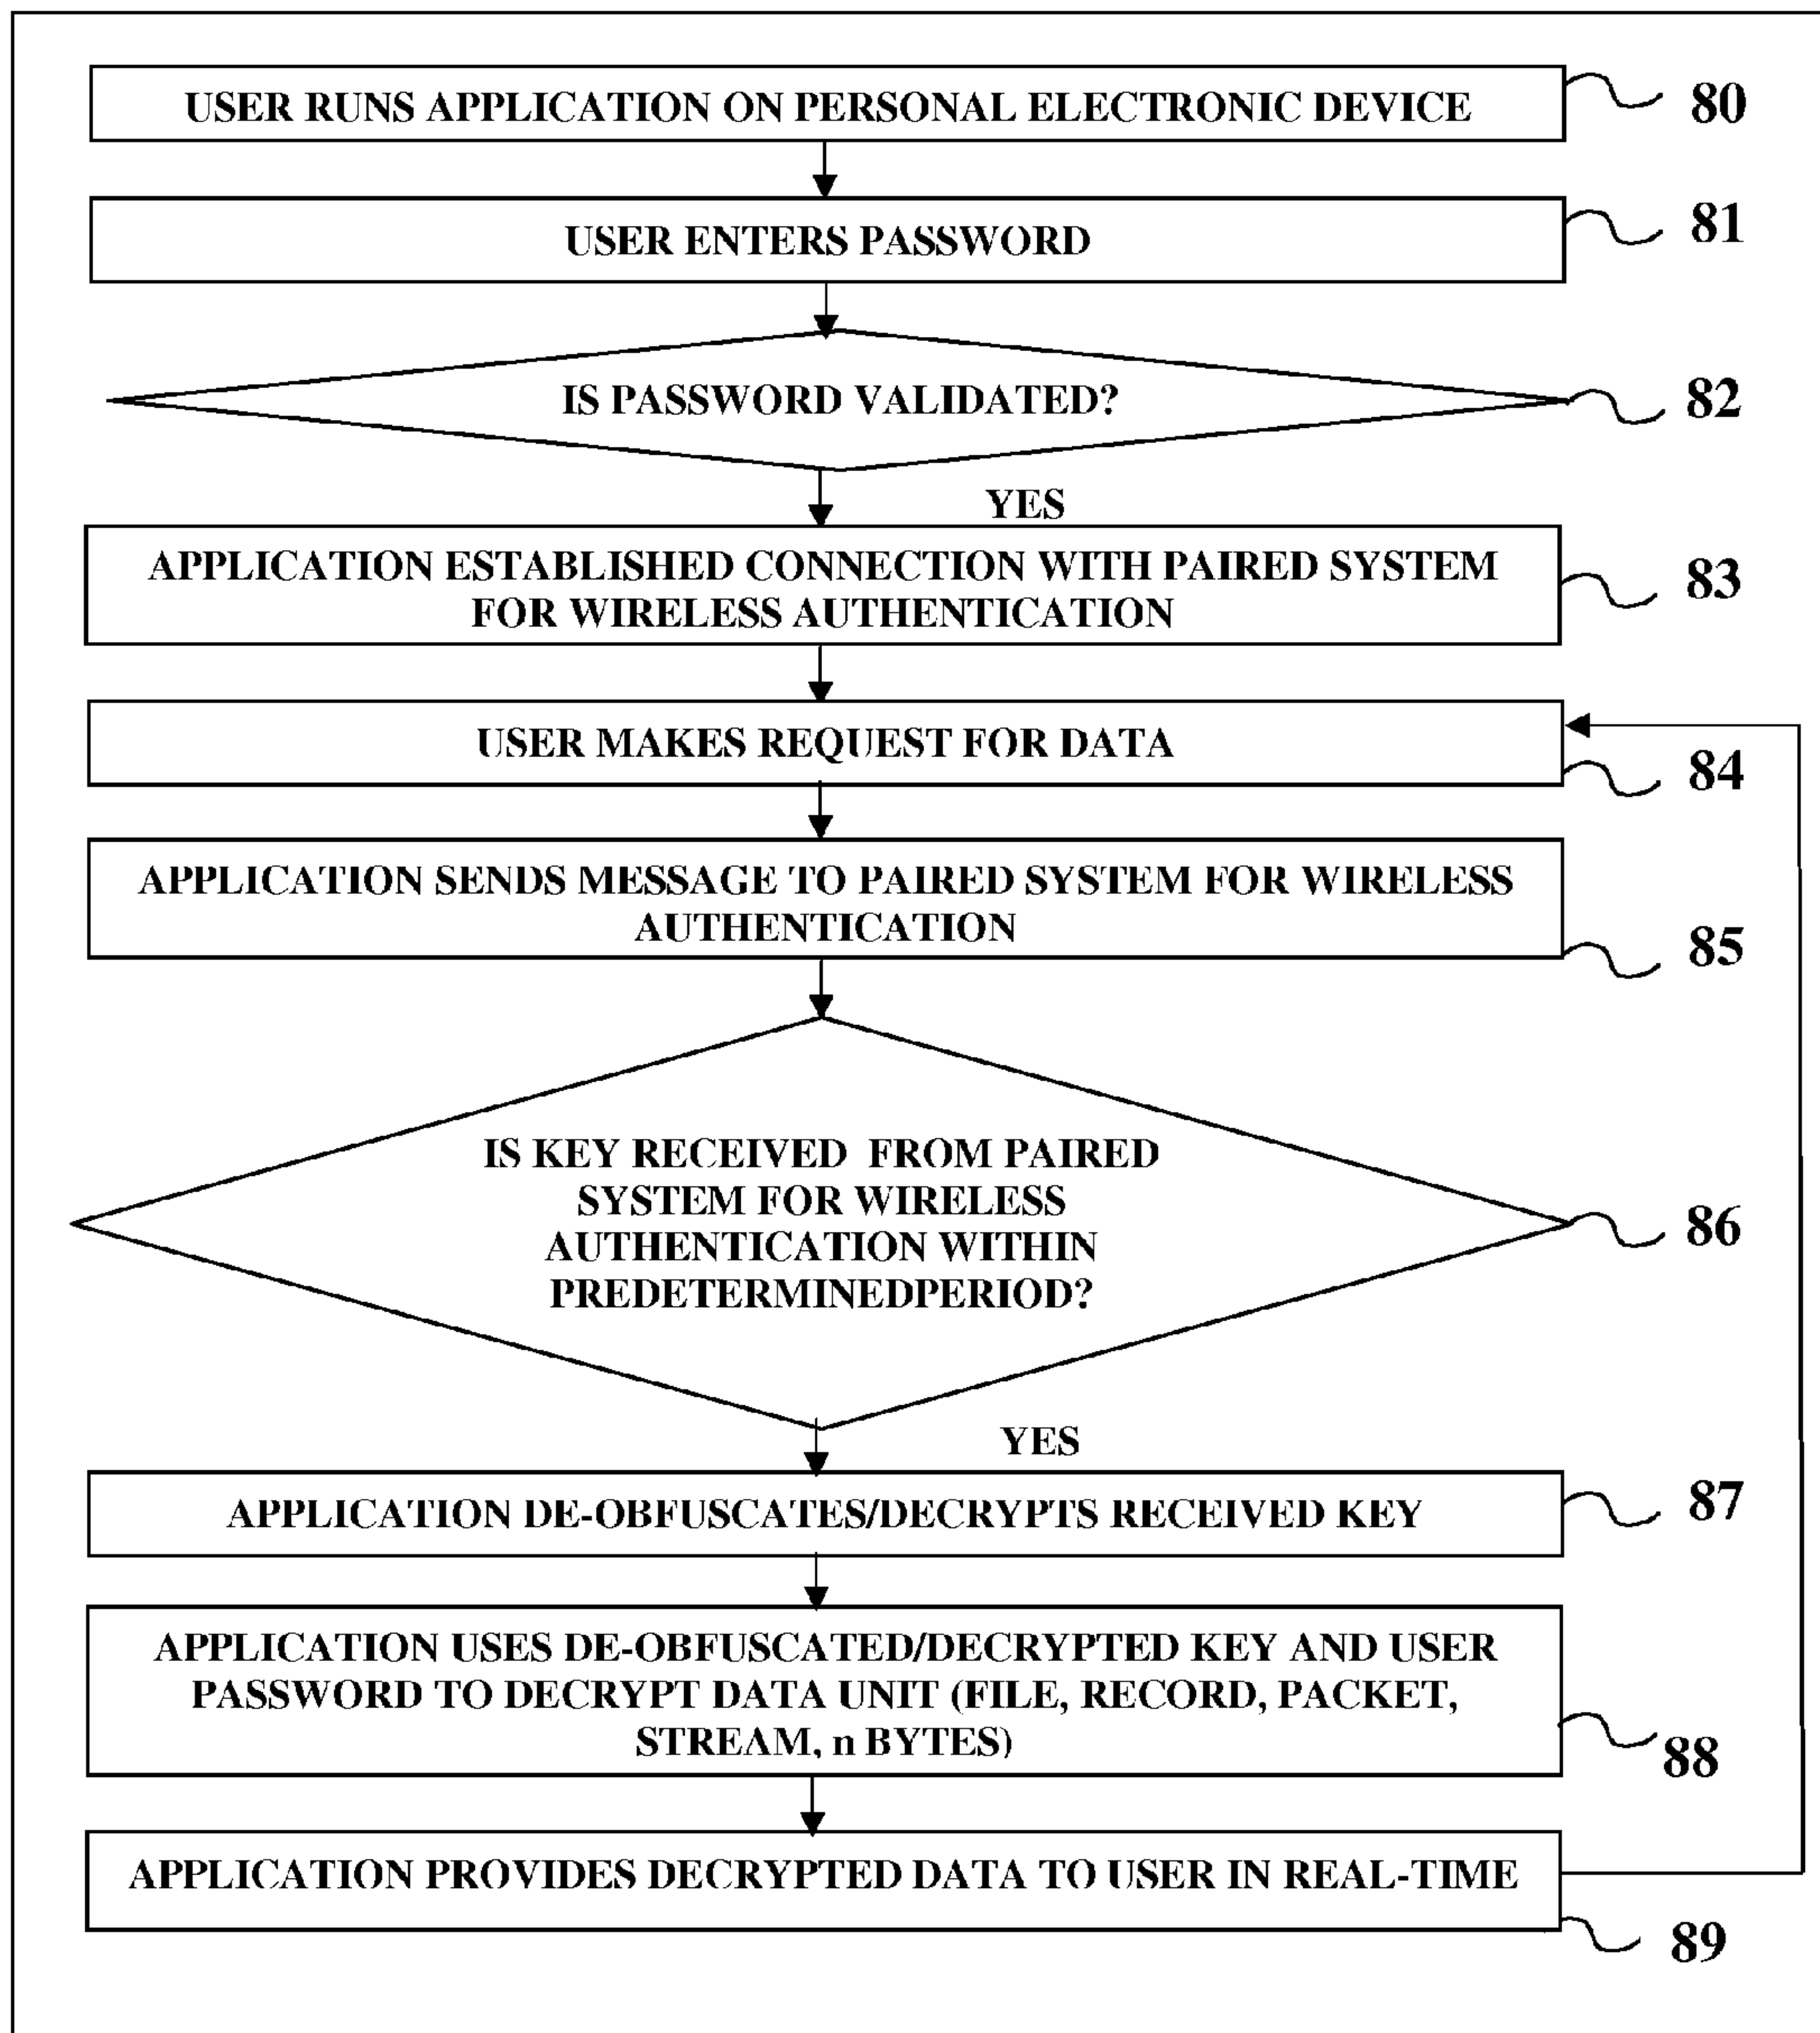 USER RUNS APPLICATION ON PERSONAL ELECTRONIC DEVICE
80
USER ENTERS PASSWORD
81
IS PASSWORD VALIDATED?
82
YES
APPLICATION ESTABLISHED CONNECTION WITH PAIRED SYSTEM
FOR WIRELESS AUTHENTICATION
83
USER MAKES REQUEST FOR DATA
84
APPLICATION SENDS MESSAGE TO PAIRED SYSTEM FOR WIRELESS
AUTHENTICATION
85
IS KEY RECEIVED FROM PAIRED
SYSTEM FOR WIRELESS
AUTHENTICATION WITHIN
PREDETERMINEDPERIOD?
86
YES
APPLICATION DE-OBFUSCATES/DECRYPTS RECEIVED KEY
87
APPLICATION USES DE-OBFUSCATED/DECRYPTED KEY AND USER
PASSWORD TO DECRYPT DATA UNIT (FILE, RECORD, PACKET,
STREAM, n BYTES)
88
APPLICATION PROVIDES DECRYPTED DATA TO USER IN REAL-TIME
89